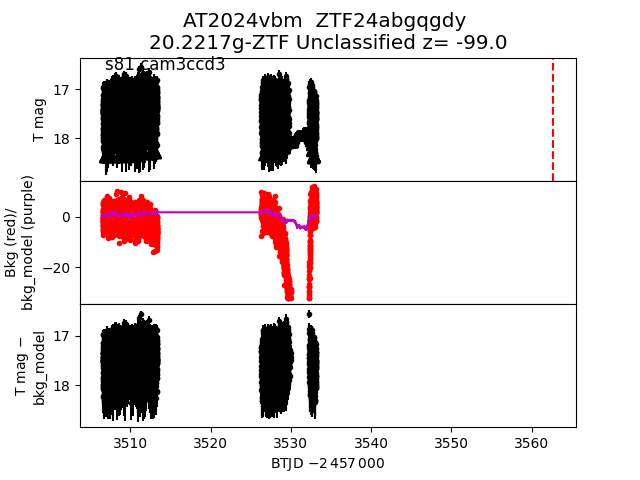 AT2024vbm  ZTF24abgqgdy
20.2217g-ZTF Unclassified z= -99.0
s81 cam3ccd3
T mag
17
18
Bkg (red)/
bkg_model (purple)
0
−20
T mag −
bkg_model
17
18
3510 3520 3530 3540 3550 3560
BTJD −2 457 000